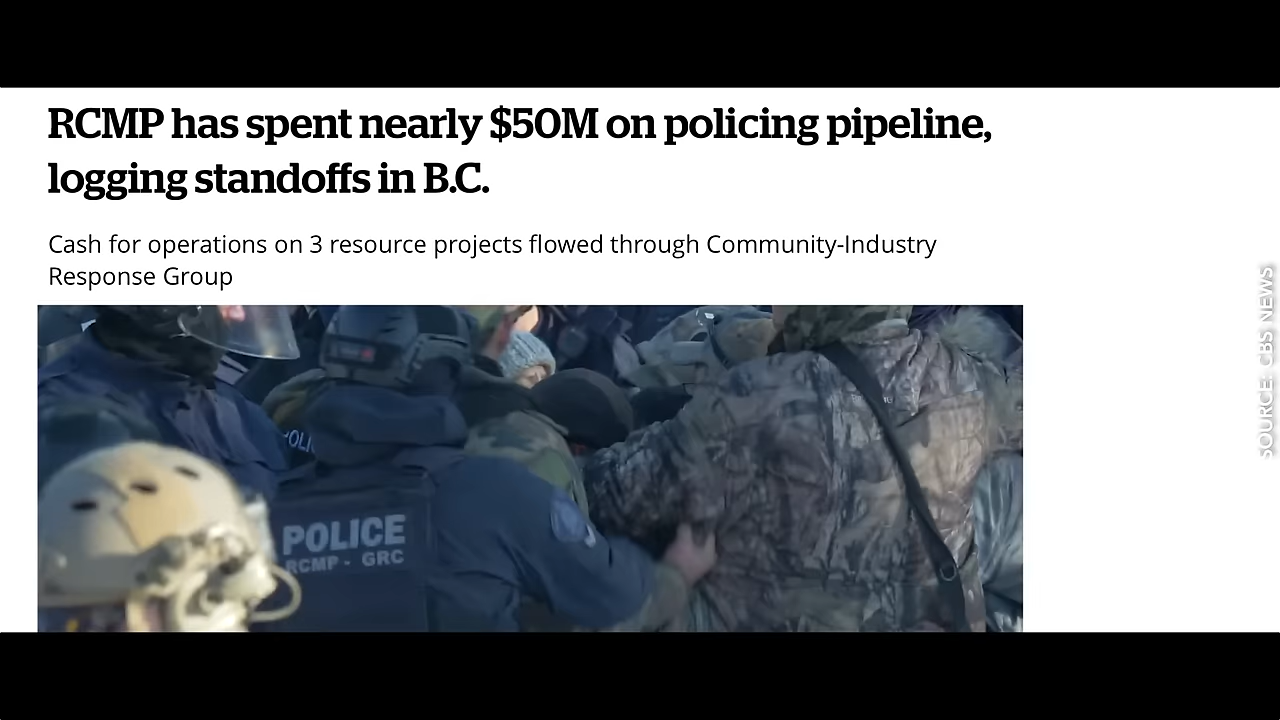 RCMP has spent nearly $50M on policing pipeline,
logging standoffs in B.C.
Cash for operations on 3 resource projects flowed through Community-Industry
Response Group
SOURCE: CBS NEWS
POLI
POLICE
RCMP - GRC